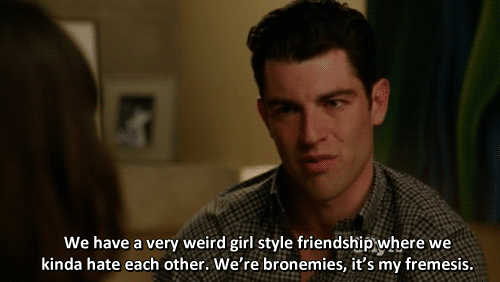 We have a very weird girl style friendship where we
kinda hate each other. We're bronemies, it's my fremesis.